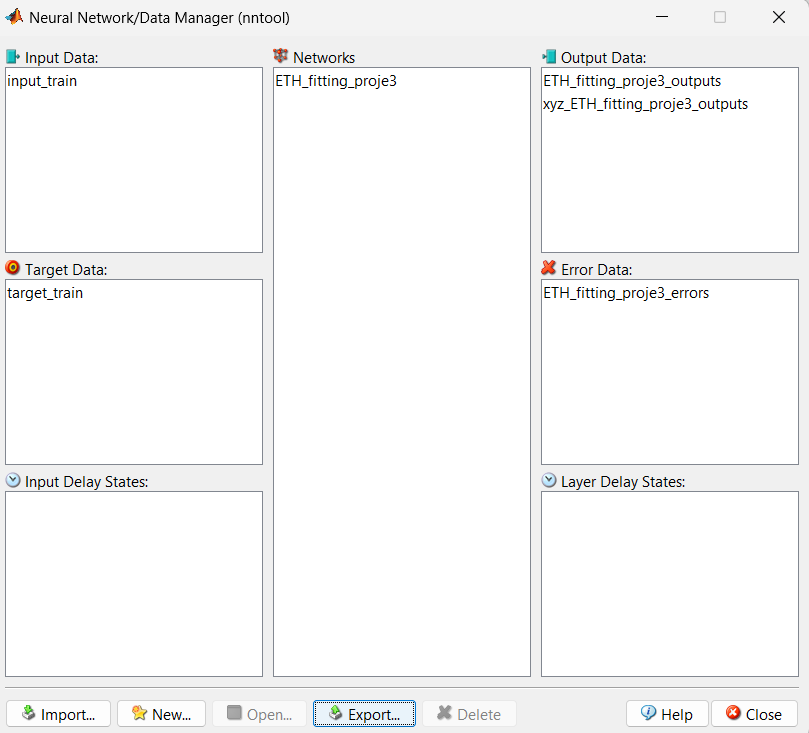 Neural Network/Data Manager (nntool)
Input Data:
input_train
Networks
ETH_fitting_proje3
Output Data:
ETH_fitting_proje3_outputs
xyz_ETH_fitting_proje3_outputs
Target Data:
target_train
Error Data:
ETH_fitting_proje3_errors
Input Delay States:
Layer Delay States:
Import...
New...
Open...
Export...
Delete
Help
Close